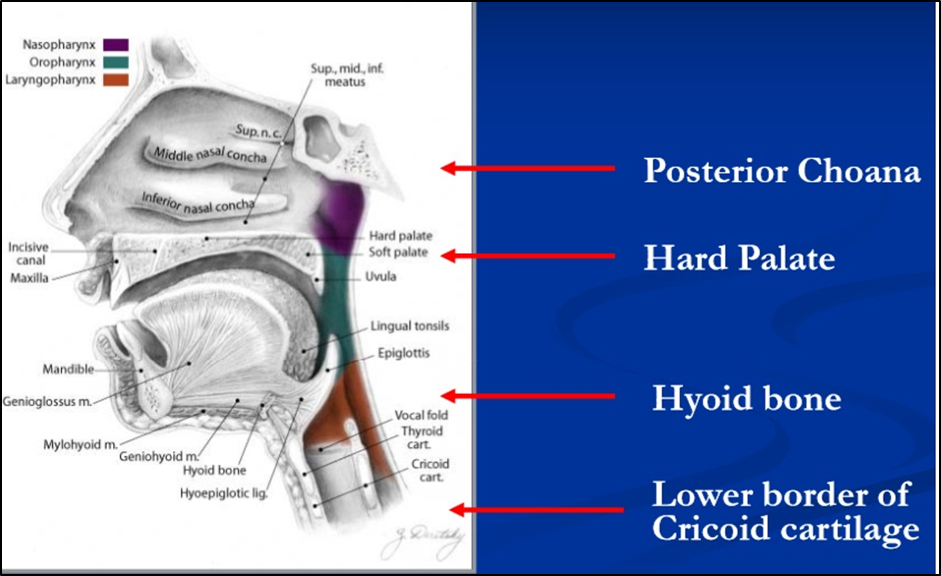 Nasopharynx
Oropharynx
Laryngopharynx
Sup., mid., inf.
meatus
Sup. n. c.
Middle nasal concha
Inferior nasal concha
Hard palate
Soft palate
Incisive
canal
Maxilla
Uvula
Lingual tonsils
Epiglottis
Mandible
Genioglossus m.
Vocal fold
Thyroid
cart.
Mylohyoid m.
Geniohyoid m.
Hyoid bone
Cricoid
cart.
Hyoepiglotic lig.
Posterior Choana
Hard Palate
Hyoid bone
Lower border of
Cricoid cartilage